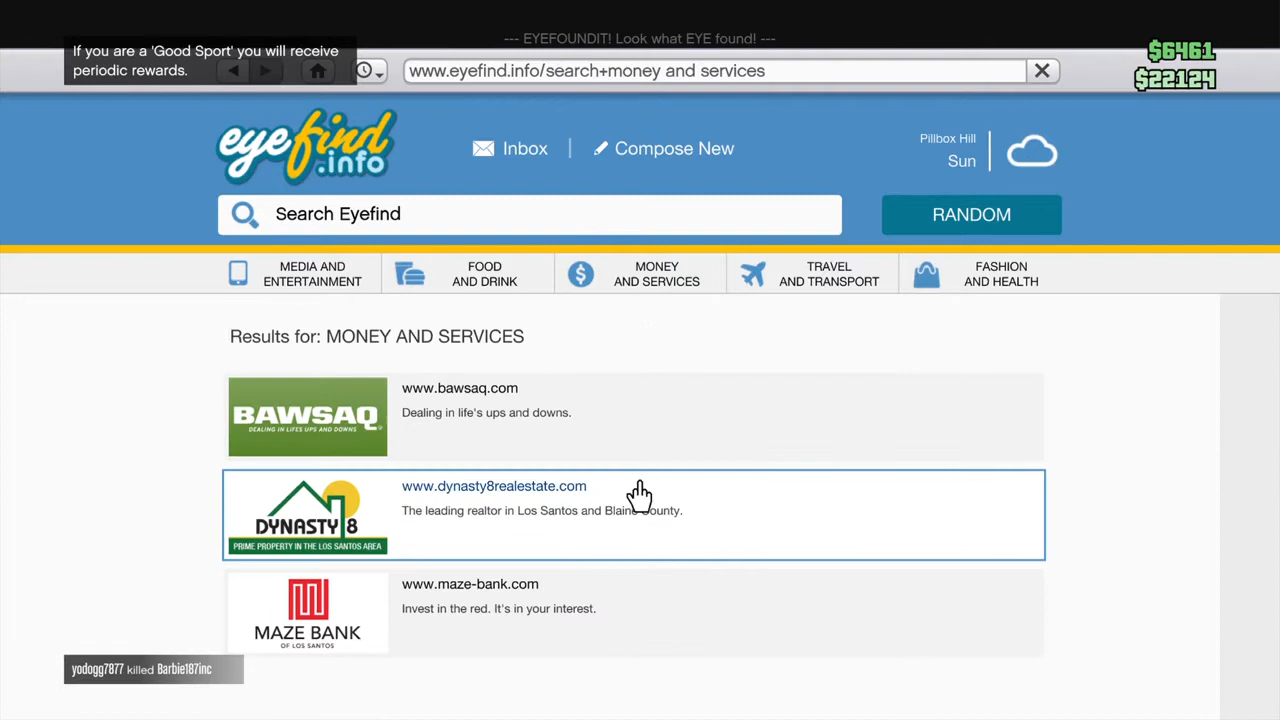 If you are a 'Good Sport' you will receive
periodic rewards.
--- EYEFOUNDIT! Look what EYE found! ---
$6461
$22124
www.eyefind.info/search+money and services
eyefind
.info
Inbox
Compose New
Pillbox Hill
Sun
Search Eyefind
RANDOM
MEDIA AND
ENTERTAINMENT
FOOD
AND DRINK
MONEY
AND SERVICES
TRAVEL
AND TRANSPORT
FASHION
AND HEALTH
Results for: MONEY AND SERVICES
BAWSAQ
DEALING IN LIFE'S UPS AND DOWNS
www.bawsaq.com
Dealing in life's ups and downs.
DYNASTY 8
PRIME PROPERTY IN THE LOS SANTOS AREA
www.dynasty8realestate.com
The leading realtor in Los Santos and Blaine County.
MAZE BANK
OF LOS SANTOS
www.maze-bank.com
Invest in the red. It's in your interest.
yodogg7877 killed Barbie187inc